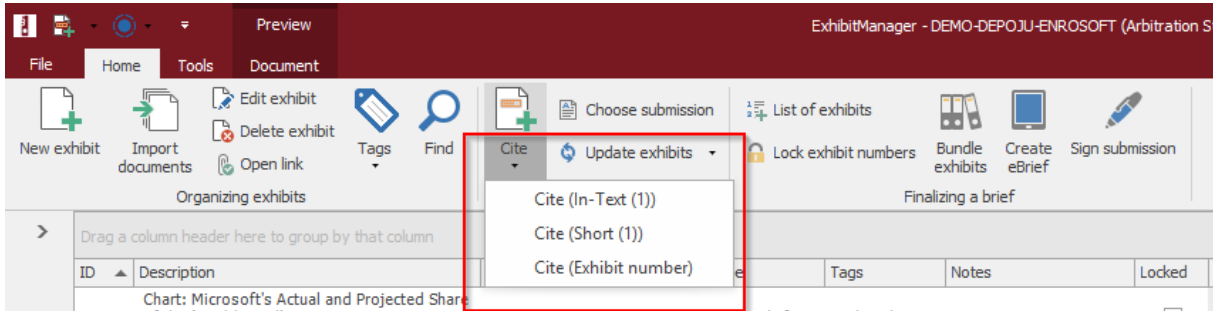 Preview
ExhibitManager - DEMO-DEPOJU-ENROSOFT (Arbitration S
File Home Tools Document
New exhibit
Import documents
Edit exhibit
Delete exhibit
Open link
Tags
Find
Organizing exhibits
Cite
Choose submission
Update exhibits
Cite (In-Text (1))
Cite (Short (1))
Cite (Exhibit number)
List of exhibits
Lock exhibit numbers
Bundle exhibits
Create eBrief
Sign submission
Finalizing a brief
Drag a column header here to group by that column
ID Description Tags Notes Locked
Chart: Microsoft's Actual and Projected Share